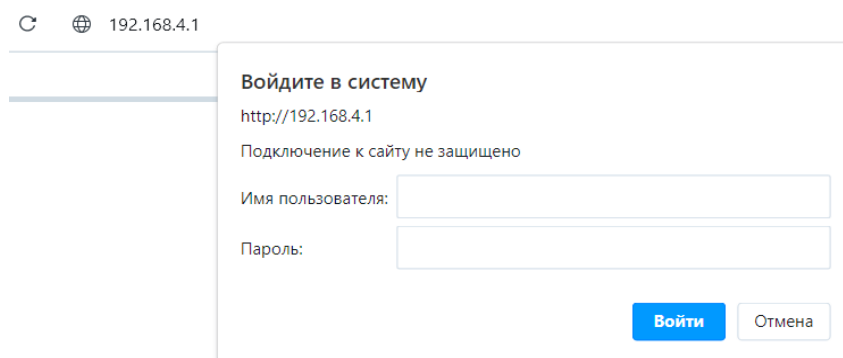 192.168.4.1
Войдите в систему
http://192.168.4.1
Подключение к сайту не защищено
Имя пользователя:
Пароль:
Войти Отмена